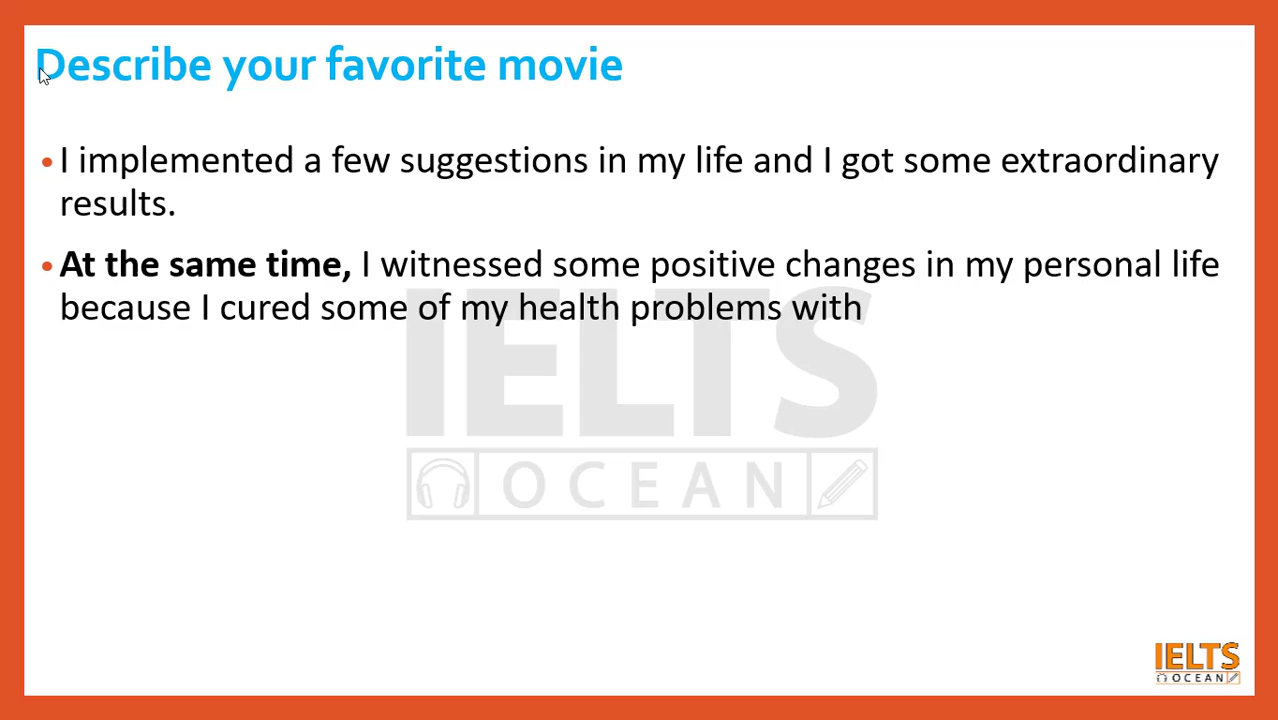 Describe your favorite movie
• I implemented a few suggestions in my life and I got some extraordinary
results.
• At the same time, I witnessed some positive changes in my personal life
because I cured some of my health problems with
IELTS
OCEAN
IELTS
OCEAN